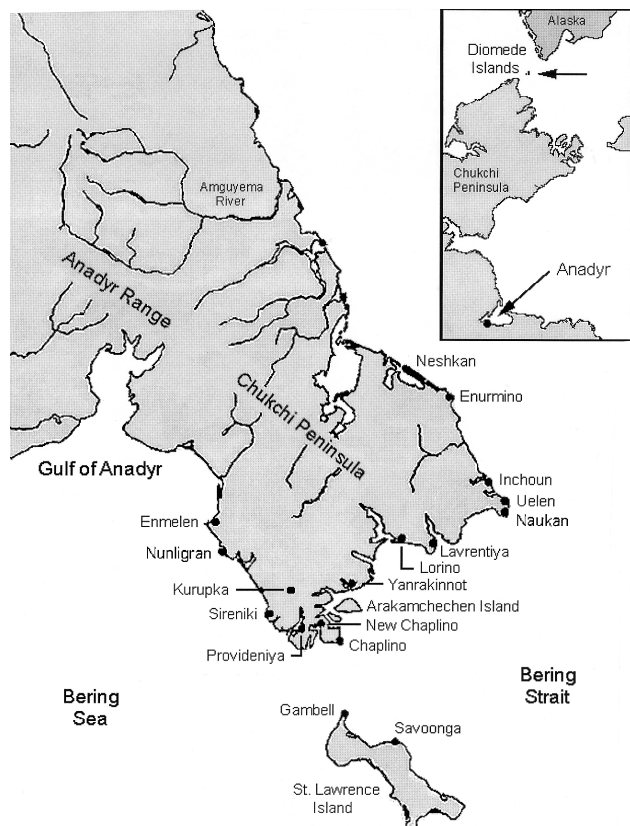 Alaska
Diomede
Islands
Chukchi
Peninsula
Anadyr
Amguyema
River
Anadyr Range
Chukchi Peninsula
Neshkan
Enurmino
Gulf of Anadyr
Inchoun
Uelen
Naukan
Enmelen
Nunligran
Lavrentiya
Lorino
Yanrakinnot
Kurupka
Arakamchechen Island
Sireniki
New Chaplino
Provideniya
Chaplino
Bering
Sea
Bering
Strait
Gambell
Savoonga
St. Lawrence
Island